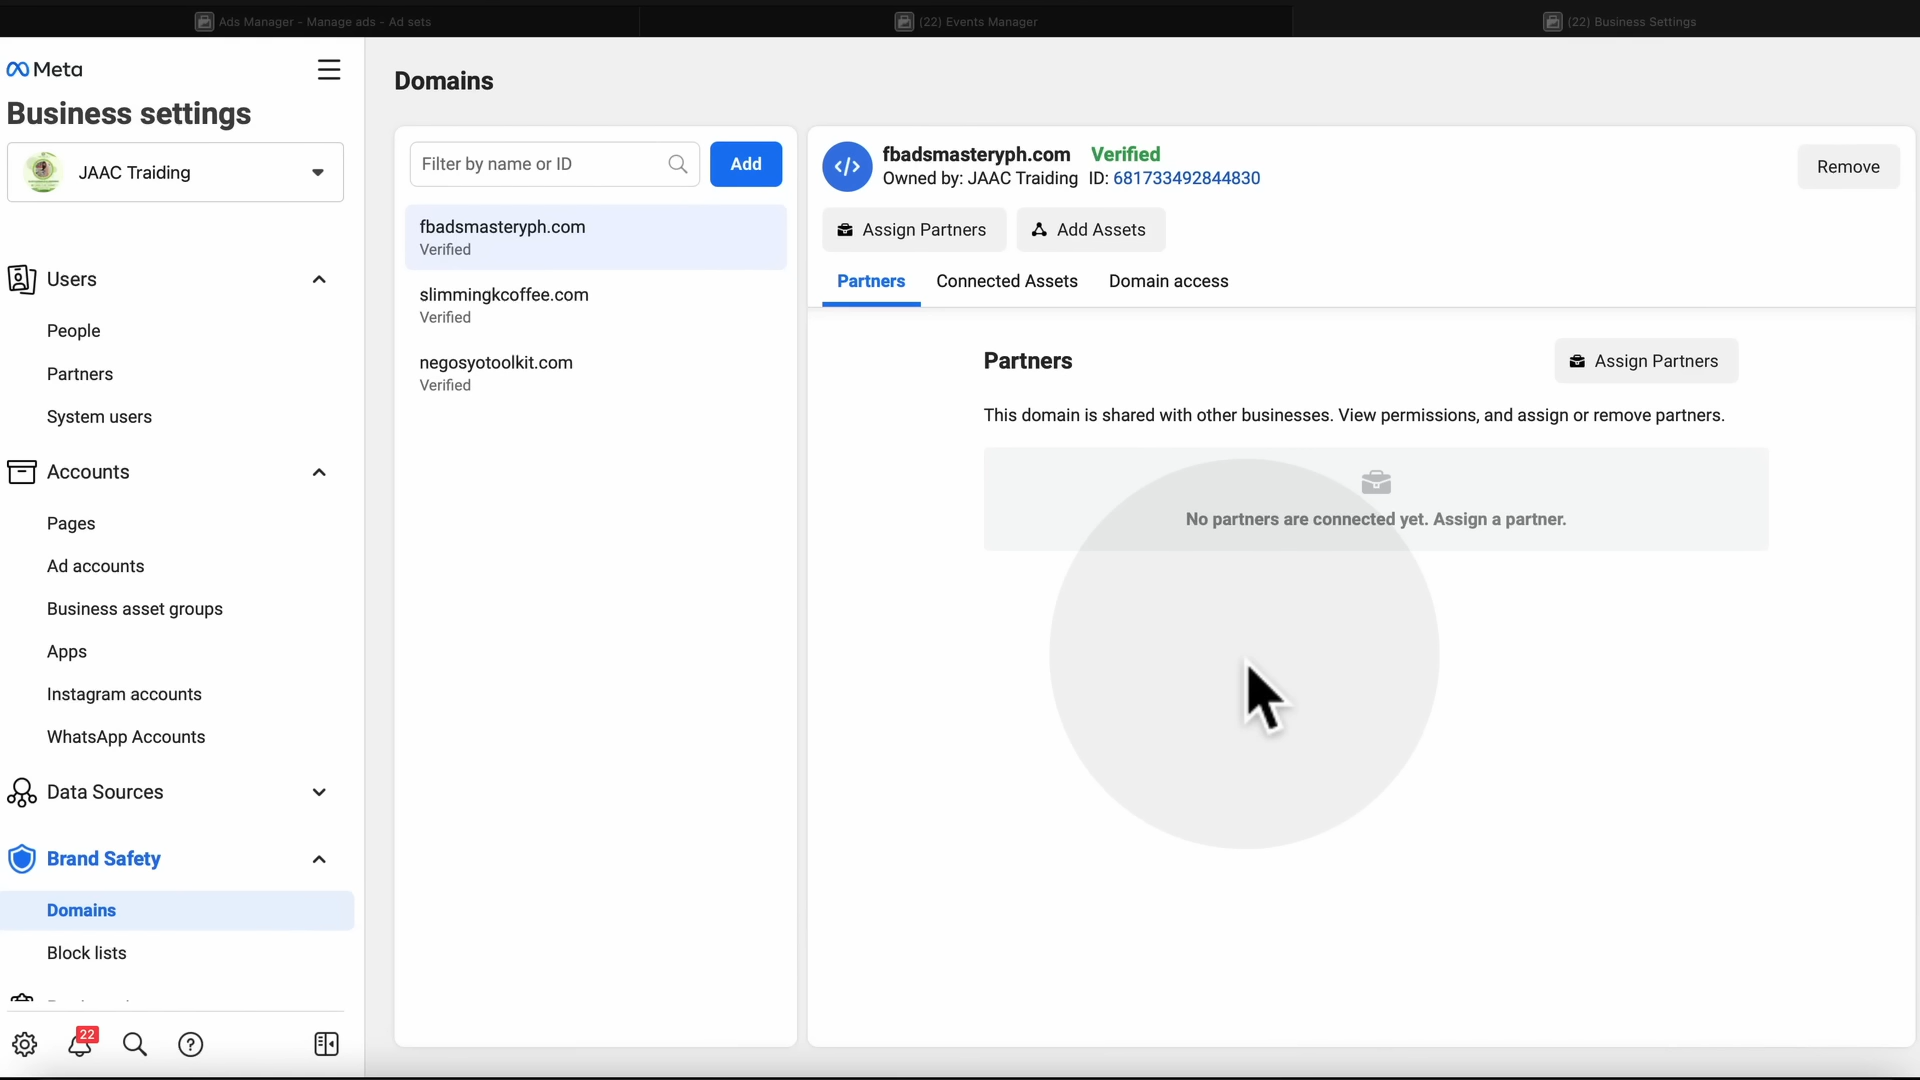 Ads Manager - Manage ads - Ad sets
(22) Events Manager
(22) Business Settings
Meta
Business settings
JAAC Traiding
Users
People
Partners
System users
Accounts
Pages
Ad accounts
Business asset groups
Apps
Instagram accounts
WhatsApp Accounts
Data Sources
Brand Safety
Domains
Block lists
22
Domains
Filter by name or ID
Add
fbadsmasteryph.com
Verified
slimmingkcoffee.com
Verified
negosyotoolkit.com
Verified
fbadsmasteryph.com Verified
Owned by: JAAC Traiding ID: 681733492844830
Remove
Assign Partners
Add Assets
Partners
Connected Assets
Domain access
Partners
Assign Partners
This domain is shared with other businesses. View permissions, and assign or remove partners.
No partners are connected yet. Assign a partner.